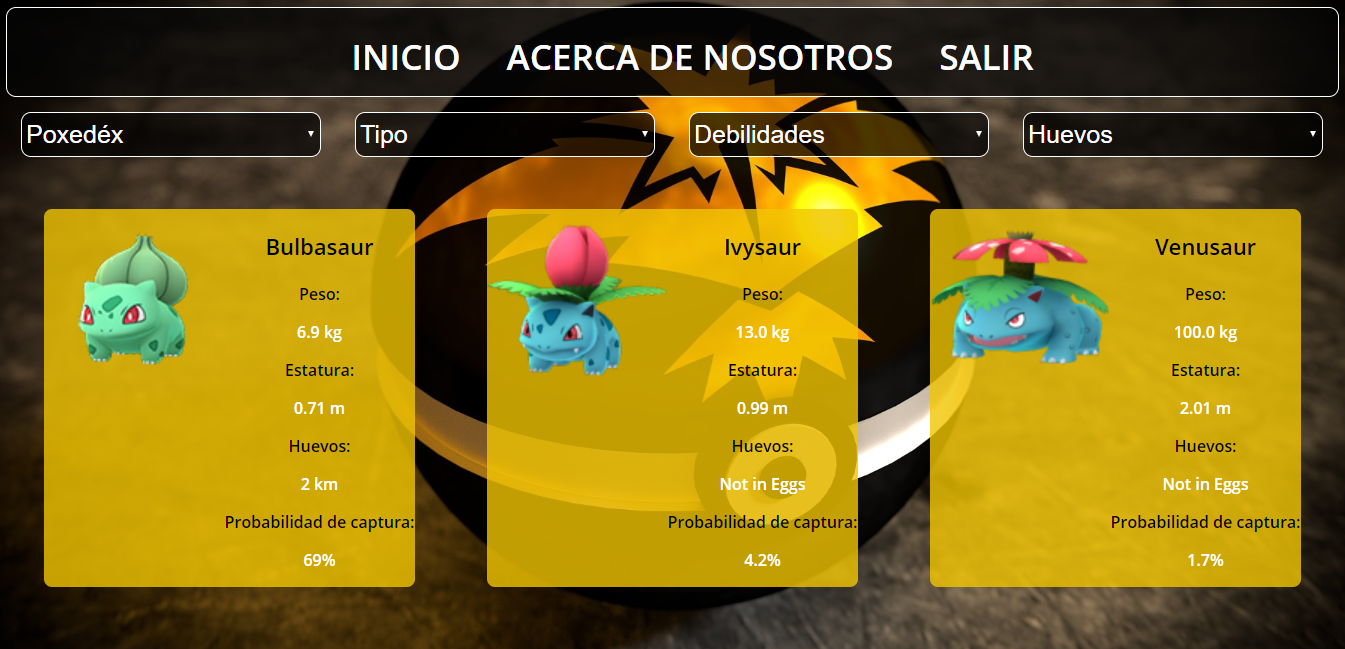 INICIO ACERCA DE NOSOTROS SALIR
Poxedéx Tipo Debilidades Huevos
Bulbasaur
Peso:
6.9 kg
Estatura:
0.71 m
Huevos:
2 km
Probabilidad de captura:
69%
Ivysaur
Peso:
13.0 kg
Estatura:
0.99 m
Huevos:
Not in Eggs
Probabilidad de captura:
4.2%
Venusaur
Peso:
100.0 kg
Estatura:
2.01 m
Huevos:
Not in Eggs
Probabilidad de captura:
1.7%